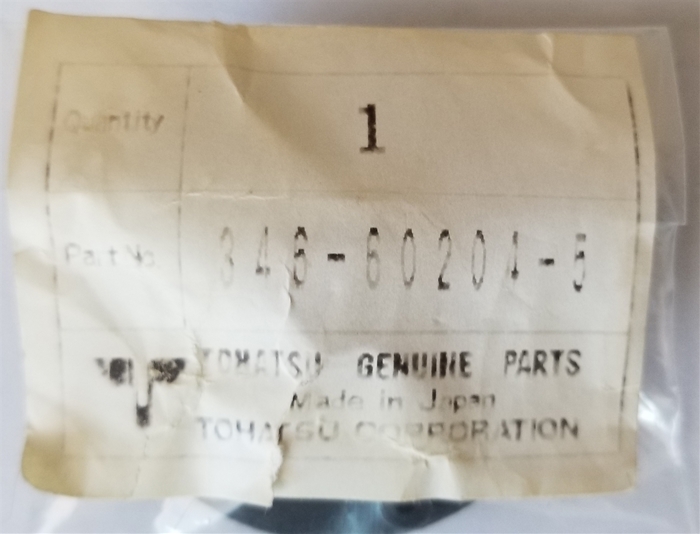 Quantity 1
Part No. 346-60201-5
TOHATSU GENUINE PARTS
Made in Japan
TOHATSU CORPORATION